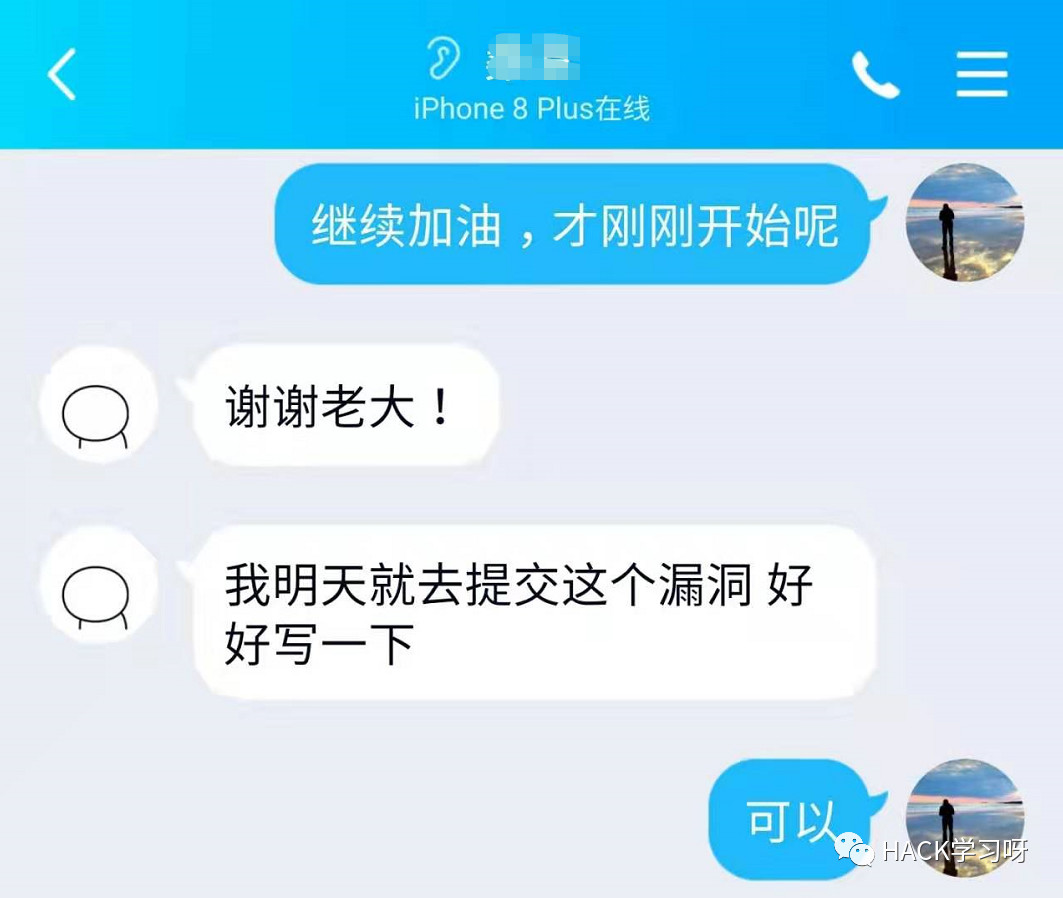 iPhone 8 Plus在线
继续加油，才刚刚开始呢
谢谢老大！
我明天就去提交这个漏洞 好
好写一下
可以
HACK学习呀